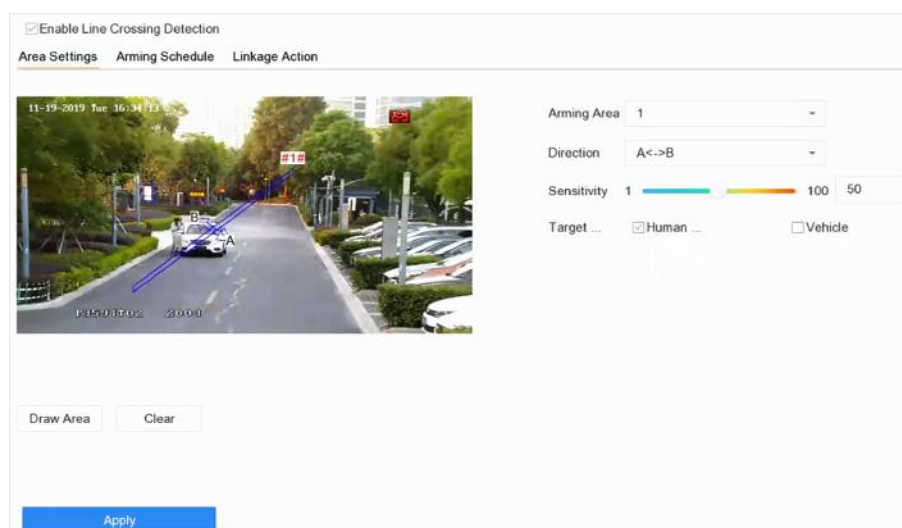 Enable Line Crossing Detection
Area Settings Arming Schedule Linkage Action
11-19-2019 Tue 16:34:13
#1#
B
A
2000
Arming Area 1
Direction A<->B
Sensitivity 1 100 50
Target ... Human ... Vehicle
Draw Area Clear
Apply